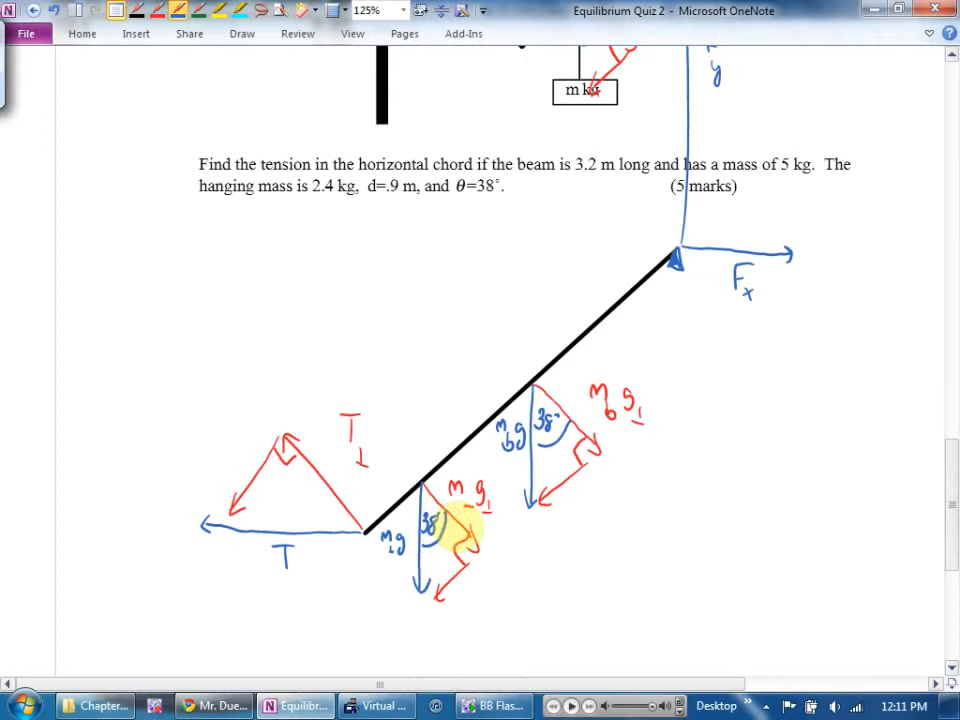 125%
Equilibrium Quiz 2 - Microsoft OneNote
File Home Insert Share Draw Review View Pages Add-Ins
y
m kg
Find the tension in the horizontal chord if the beam is 3.2 m long and has a mass of 5 kg. The
hanging mass is 2.4 kg, d=.9 m, and θ=38˚. (5 marks)
Fx
mbg⊥
38°
mbg
T⊥
mg⊥
38°
m1g
T
Chapter... Mr. Due... Equilibr... Virtual ... BB Flas... Desktop 12:11 PM